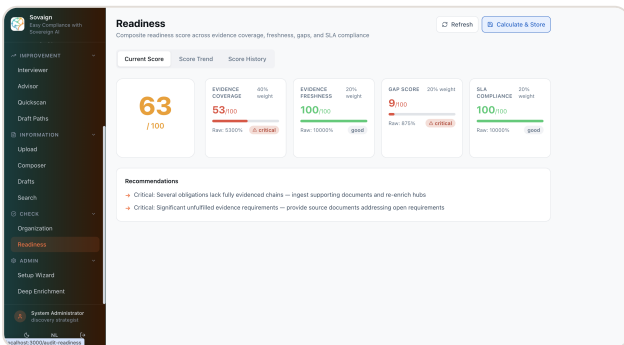 Sovaign
Easy Compliance with
Sovereign AI
IMPROVEMENT
Interviewer
Advisor
Quickscan
Draft Paths
INFORMATION
Upload
Composer
Drafts
Search
CHECK
Organization
Readiness
ADMIN
Setup Wizard
Deep Enrichment
System Administrator
discovery strategist
NL
localhost:3000/audit-readiness
Readiness
Composite readiness score across evidence coverage, freshness, gaps, and SLA compliance
Refresh
Calculate & Store
Current Score Score Trend Score History
63
/ 100
EVIDENCE COVERAGE 40% weight
53/100
Raw: 5300% critical
EVIDENCE FRESHNESS 20% weight
100/100
Raw: 10000% good
GAP SCORE 20% weight
9/100
Raw: 875% critical
SLA COMPLIANCE 20% weight
100/100
Raw: 10000% good
Recommendations
→ Critical: Several obligations lack fully evidenced chains — ingest supporting documents and re-enrich hubs
→ Critical: Significant unfulfilled evidence requirements — provide source documents addressing open requirements